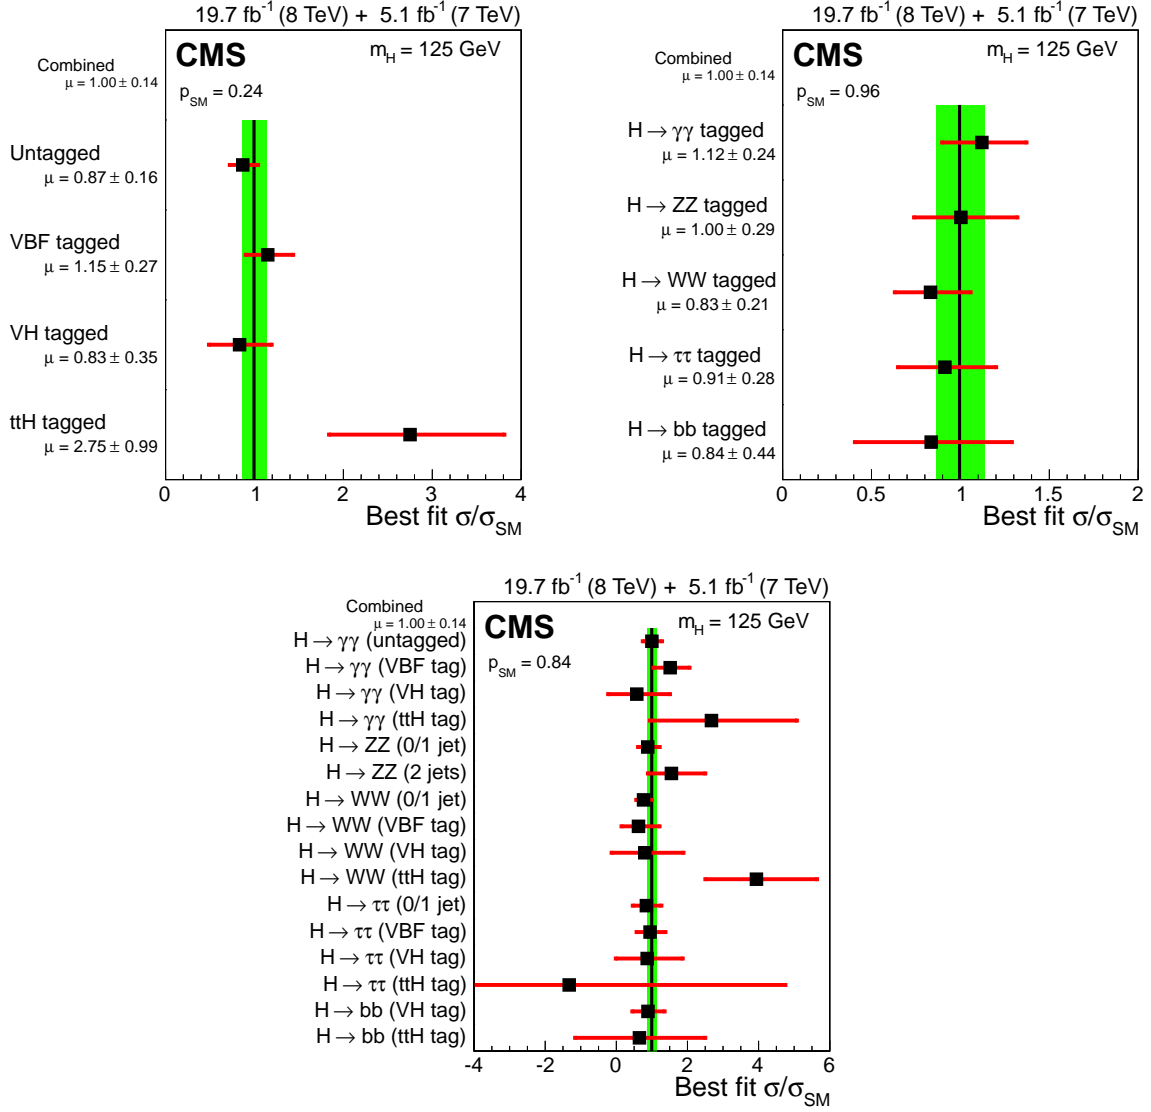 19.7 fb⁻¹ (8 TeV) + 5.1 fb⁻¹ (7 TeV)
CMS
m_H = 125 GeV
Combined
μ = 1.00 ± 0.14
p_SM = 0.24
Untagged
μ = 0.87 ± 0.16
VBF tagged
μ = 1.15 ± 0.27
VH tagged
μ = 0.83 ± 0.35
ttH tagged
μ = 2.75 ± 0.99
0 1 2 3 4
Best fit σ/σ_SM
19.7 fb⁻¹ (8 TeV) + 5.1 fb⁻¹ (7 TeV)
CMS
m_H = 125 GeV
Combined
μ = 1.00 ± 0.14
p_SM = 0.96
H → γγ tagged
μ = 1.12 ± 0.24
H → ZZ tagged
μ = 1.00 ± 0.29
H → WW tagged
μ = 0.83 ± 0.21
H → ττ tagged
μ = 0.91 ± 0.28
H → bb tagged
μ = 0.84 ± 0.44
0 0.5 1 1.5 2
Best fit σ/σ_SM
19.7 fb⁻¹ (8 TeV) + 5.1 fb⁻¹ (7 TeV)
Combined
μ = 1.00 ± 0.14
CMS
m_H = 125 GeV
p_SM = 0.84
H → γγ (untagged)
H → γγ (VBF tag)
H → γγ (VH tag)
H → γγ (ttH tag)
H → ZZ (0/1 jet)
H → ZZ (2 jets)
H → WW (0/1 jet)
H → WW (VBF tag)
H → WW (VH tag)
H → WW (ttH tag)
H → ττ (0/1 jet)
H → ττ (VBF tag)
H → ττ (VH tag)
H → ττ (ttH tag)
H → bb (VH tag)
H → bb (ttH tag)
-4 -2 0 2 4 6
Best fit σ/σ_SM